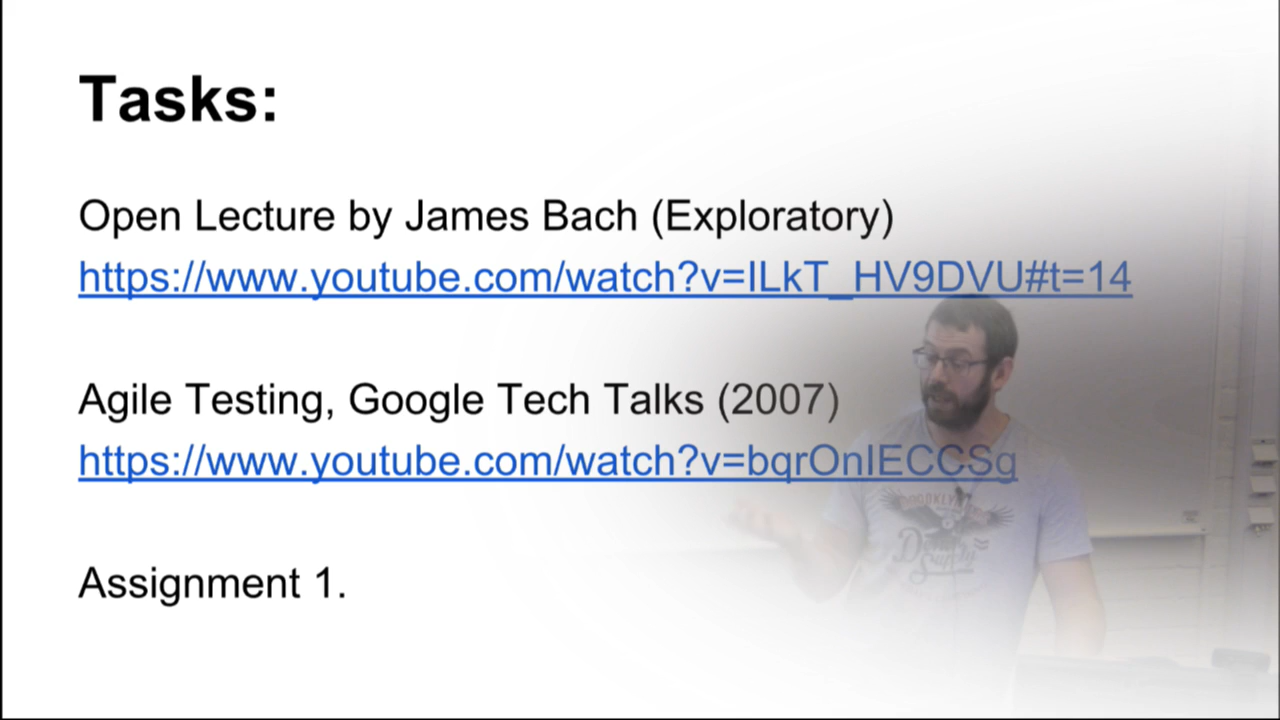 Tasks:
Open Lecture by James Bach (Exploratory)
https://www.youtube.com/watch?v=ILkT_HV9DVU#t=14
Agile Testing, Google Tech Talks (2007)
https://www.youtube.com/watch?v=bqrOnIECCSg
Assignment 1.